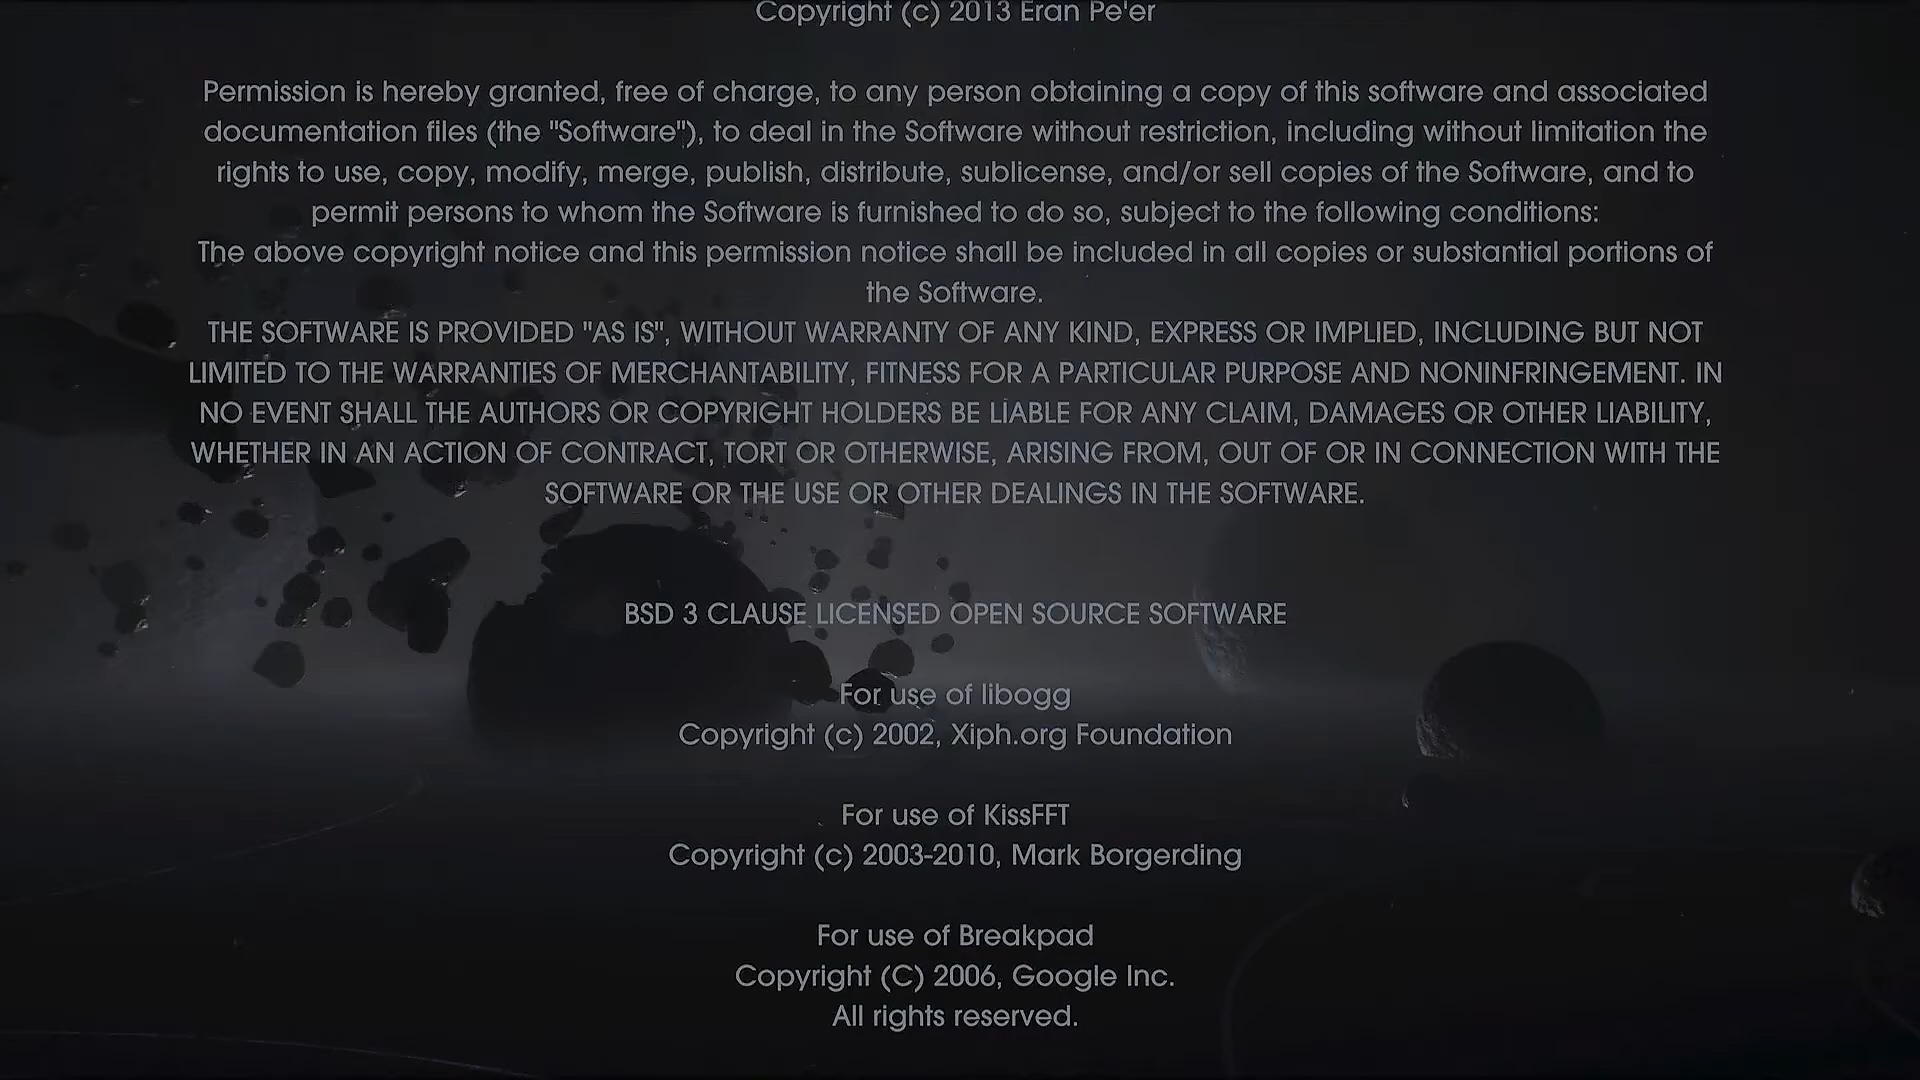 Copyright (c) 2013 Eran Pe'er
Permission is hereby granted, free of charge, to any person obtaining a copy of this software and associated
documentation files (the "Software"), to deal in the Software without restriction, including without limitation the
rights to use, copy, modify, merge, publish, distribute, sublicense, and/or sell copies of the Software, and to
permit persons to whom the Software is furnished to do so, subject to the following conditions:
The above copyright notice and this permission notice shall be included in all copies or substantial portions of
the Software.
THE SOFTWARE IS PROVIDED "AS IS", WITHOUT WARRANTY OF ANY KIND, EXPRESS OR IMPLIED, INCLUDING BUT NOT
LIMITED TO THE WARRANTIES OF MERCHANTABILITY, FITNESS FOR A PARTICULAR PURPOSE AND NONINFRINGEMENT. IN
NO EVENT SHALL THE AUTHORS OR COPYRIGHT HOLDERS BE LIABLE FOR ANY CLAIM, DAMAGES OR OTHER LIABILITY,
WHETHER IN AN ACTION OF CONTRACT, TORT OR OTHERWISE, ARISING FROM, OUT OF OR IN CONNECTION WITH THE
SOFTWARE OR THE USE OR OTHER DEALINGS IN THE SOFTWARE.
BSD 3 CLAUSE LICENSED OPEN SOURCE SOFTWARE
For use of libogg
Copyright (c) 2002, Xiph.org Foundation
For use of KissFFT
Copyright (c) 2003-2010, Mark Borgerding
For use of Breakpad
Copyright (C) 2006, Google Inc.
All rights reserved.